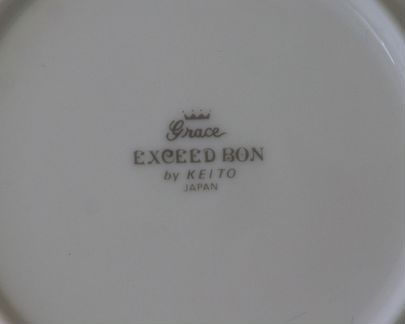 Grace
EXCEED BON
by KEITO
JAPAN